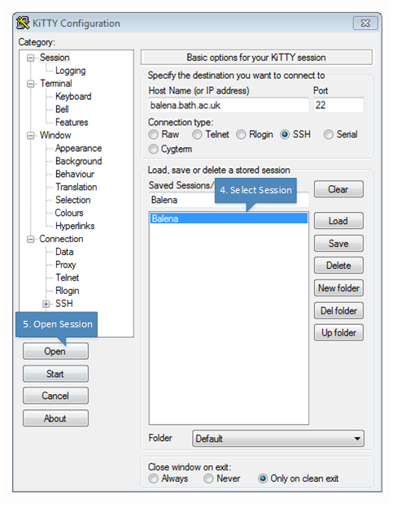 KiTTY Configuration
Category:
Session
Logging
Terminal
Keyboard
Bell
Features
Window
Appearance
Background
Behaviour
Translation
Selection
Colours
Hyperlinks
Connection
Data
Proxy
Telnet
Rlogin
SSH
5. Open Session
Open
Start
Cancel
About
Basic options for your KiTTY session
Specify the destination you want to connect to
Host Name (or IP address) Port
balena.bath.ac.uk 22
Connection type:
Raw Telnet Rlogin SSH Serial
Cygterm
Load, save or delete a stored session
Saved Sessions/
4. Select Session
Clear
Balena
Balena
Load
Save
Delete
New folder
Del folder
Up folder
Folder Default
Close window on exit:
Always Never Only on clean exit